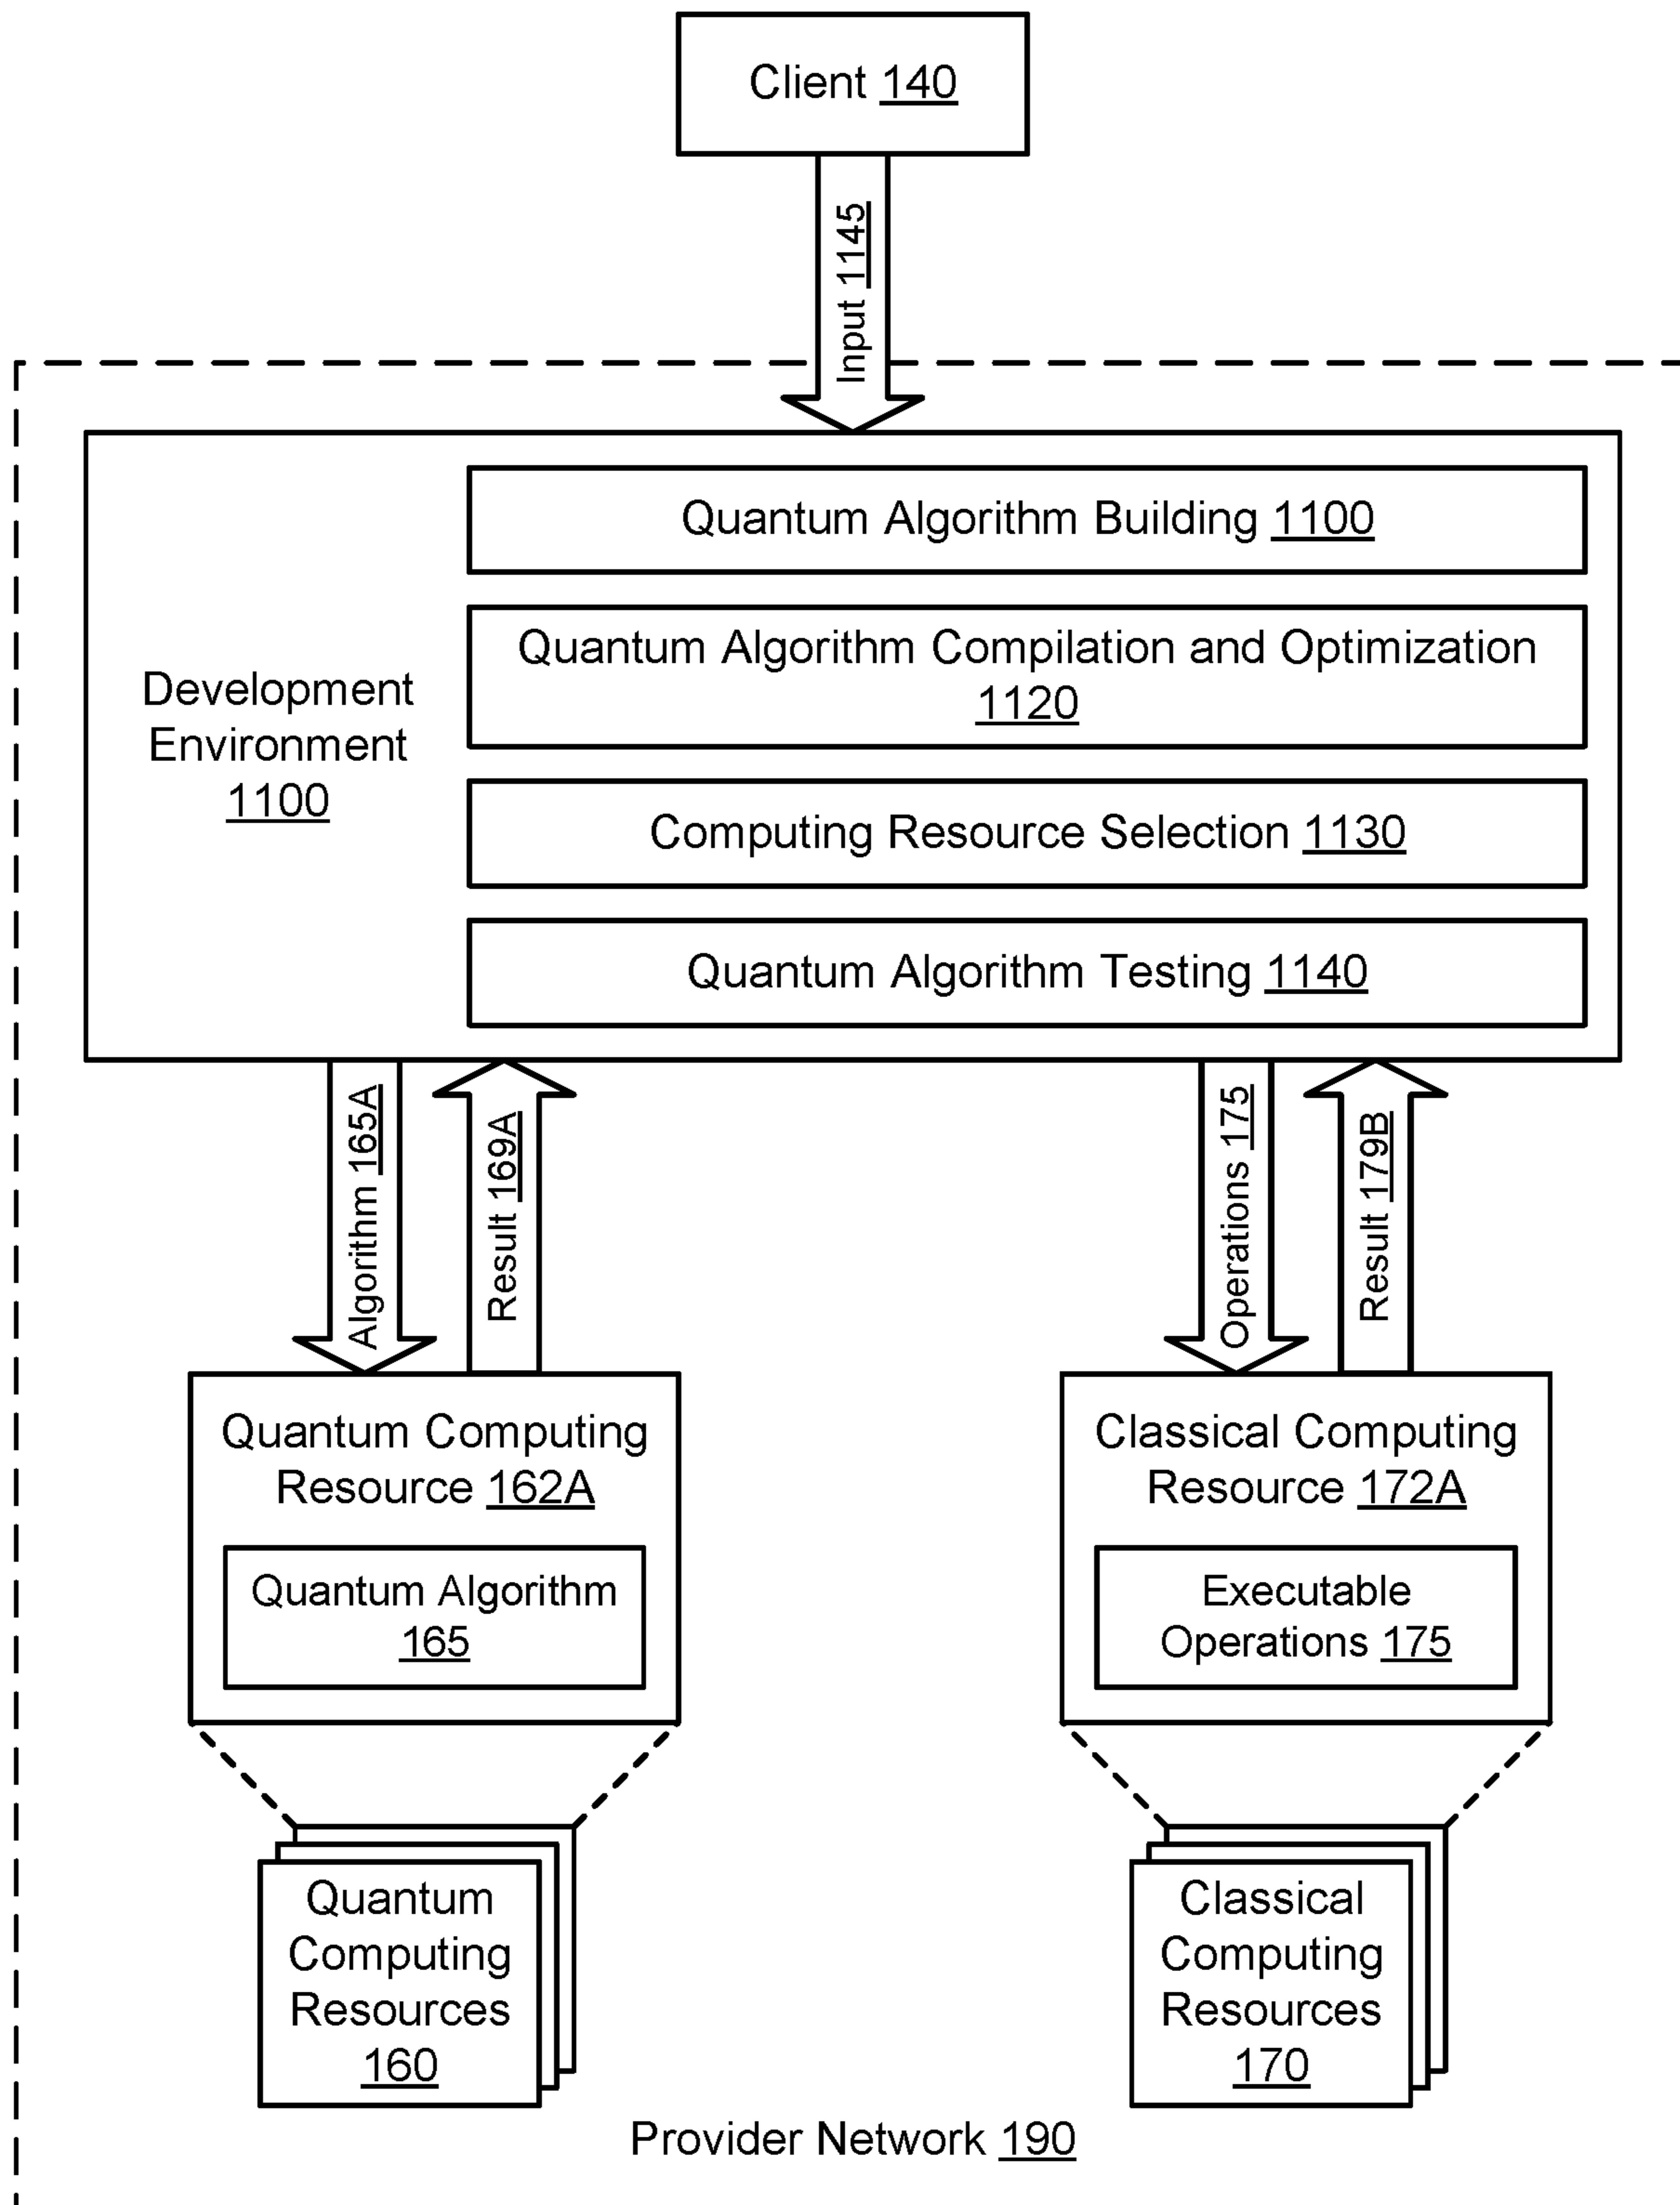 Client 140
Input 1145
Quantum Algorithm Building 1100
Quantum Algorithm Compilation and Optimization
1120
Development
Environment
1100
Computing Resource Selection 1130
Quantum Algorithm Testing 1140
Algorithm 165A
Result 169A
Operations 175
Result 179B
Quantum Computing
Resource 162A
Quantum Algorithm
165
Classical Computing
Resource 172A
Executable
Operations 175
Quantum
Computing
Resources
160
Classical
Computing
Resources
170
Provider Network 190